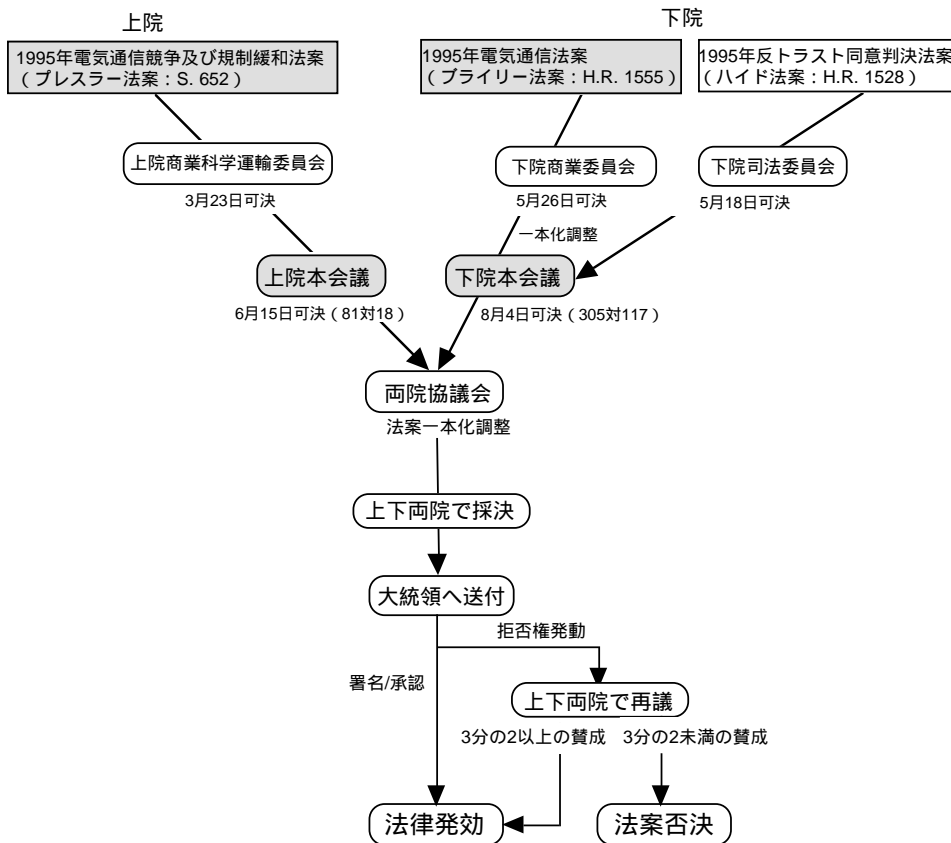 上院
下院
1995年電気通信競争及び規制緩和法案
（プレスラー法案：S. 652）
1995年電気通信法案
（ブライリー法案：H.R. 1555）
1995年反トラスト同意判決法案
（ハイド法案：H.R. 1528）
上院商業科学運輸委員会
下院商業委員会
下院司法委員会
3月23日可決
5月26日可決
5月18日可決
一本化調整
上院本会議
下院本会議
6月15日可決（81対18）
8月4日可決（305対117）
両院協議会
法案一本化調整
上下両院で採決
大統領へ送付
拒否権発動
署名/承認
上下両院で再議
3分の2以上の賛成
3分の2未満の賛成
法律発効
法案否決